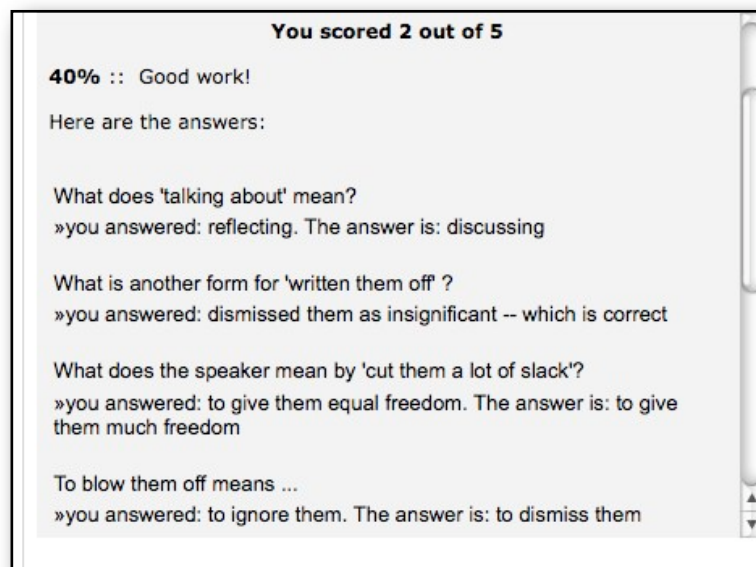 You scored 2 out of 5
40% :: Good work!
Here are the answers:
What does 'talking about' mean?
»you answered: reflecting. The answer is: discussing
What is another form for 'written them off' ?
»you answered: dismissed them as insignificant -- which is correct
What does the speaker mean by 'cut them a lot of slack'?
»you answered: to give them equal freedom. The answer is: to give
them much freedom
To blow them off means ...
»you answered: to ignore them. The answer is: to dismiss them